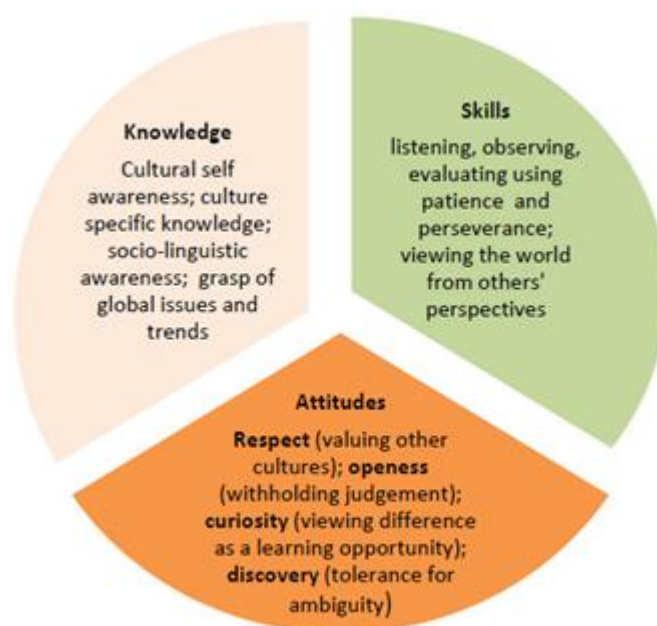 Knowledge
Cultural self
awareness; culture
specific knowledge;
socio-linguistic
awareness; grasp of
global issues and
trends
Skills
listening, observing,
evaluating using
patience and
perseverance;
viewing the world
from others'
perspectives
Attitudes
Respect (valuing other
cultures); openess
(withholding judgement);
curiosity (viewing difference
as a learning opportunity);
discovery (tolerance for
ambiguity)